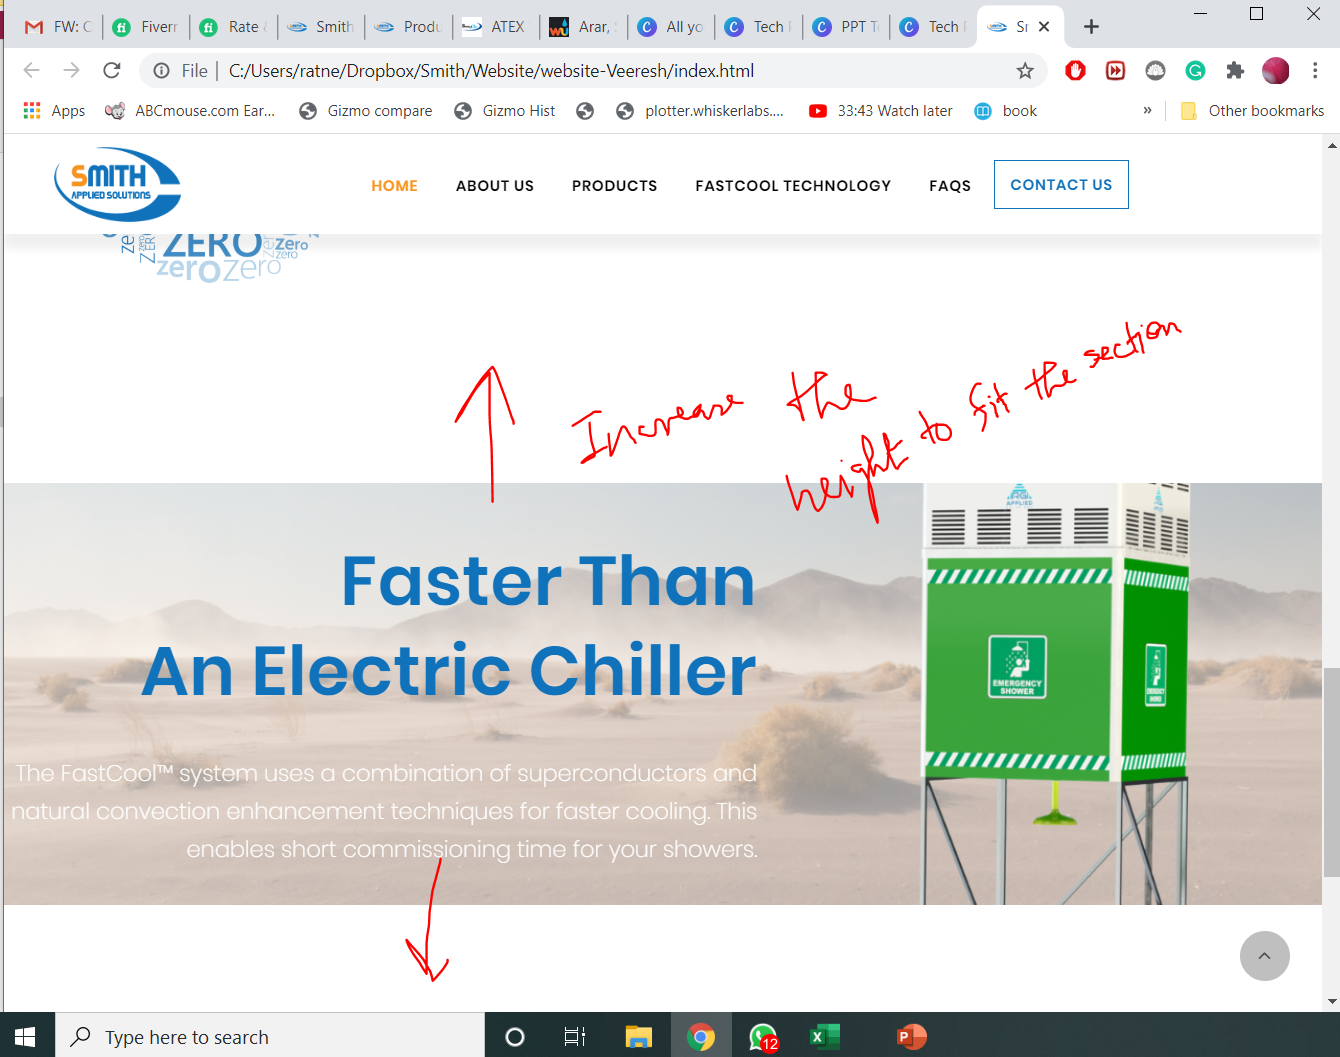 FW: C
Fiverr
Rate &
Smith
Produ
ATEX
Arar, S
All yo
Tech P
PPT Te
Tech P
Sr
File | C:/Users/ratne/Dropbox/Smith/Website/website-Veeresh/index.html
Apps
ABCmouse.com Ear...
Gizmo compare
Gizmo Hist
plotter.whiskerlabs....
33:43 Watch later
book
»
Other bookmarks
SMITH
APPLIED SOLUTIONS
HOME
ABOUT US
PRODUCTS
FASTCOOL TECHNOLOGY
FAQS
CONTACT US
ZERO
Zero
zero
zero Zero
Increase the
height to fit the section
APPLIED
Faster Than
An Electric Chiller
EMERGENCY
SHOWER
The FastCool™ system uses a combination of superconductors and
natural convection enhancement techniques for faster cooling. This
enables short commissioning time for your showers.
Type here to search
12